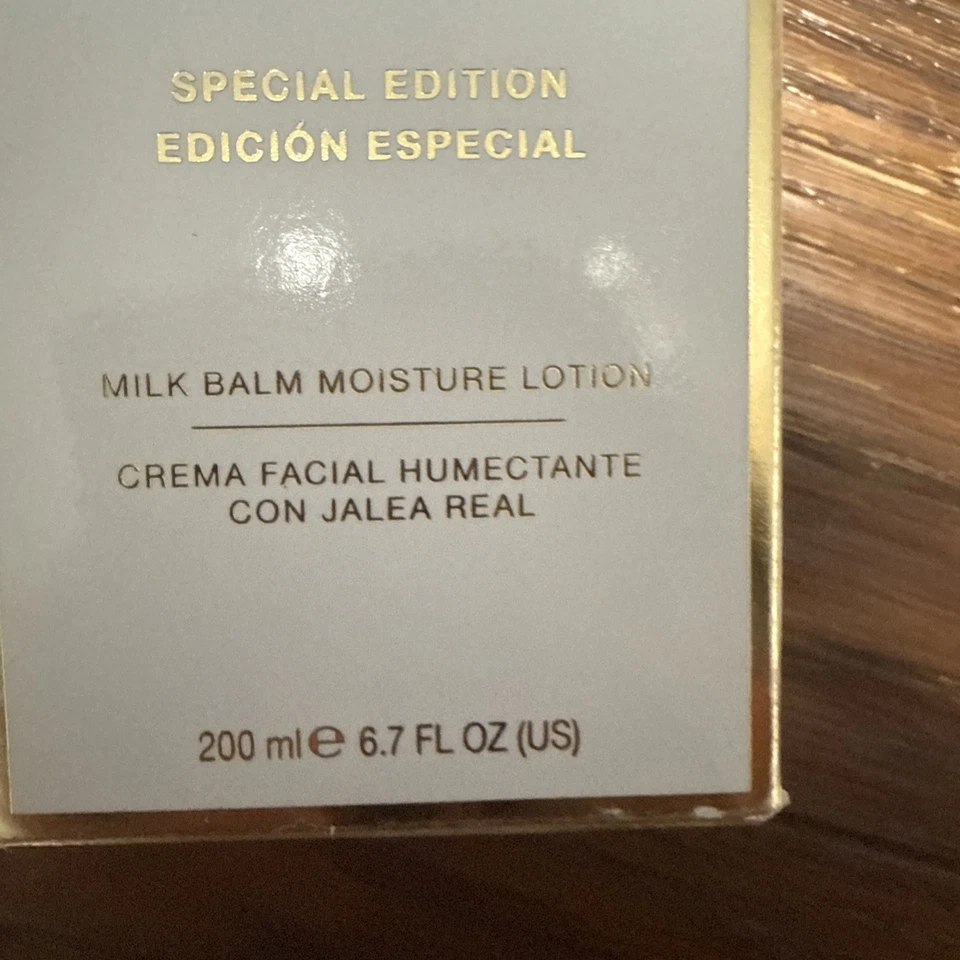 SPECIAL EDITION
EDICIÓN ESPECIAL
MILK BALM MOISTURE LOTION
CREMA FACIAL HUMECTANTE
CON JALEA REAL
200 ml e 6.7 FL OZ (US)